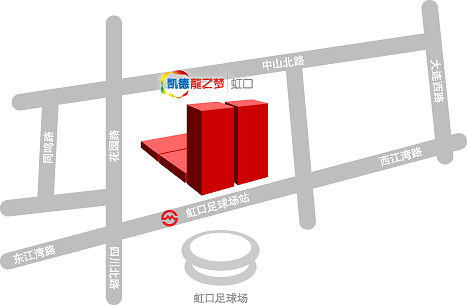 中山北路
大连西路
凯德龍之梦 虹口
同鸣路
花园路
西江湾路
虹口足球场站
东江湾路
四川北路
虹口足球场